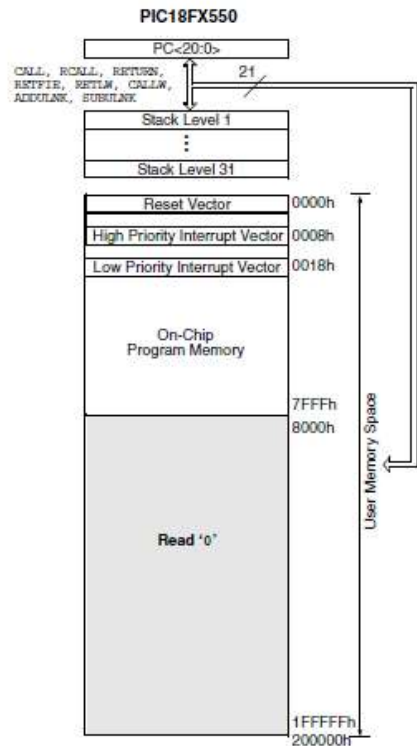 PIC18FX550
PC<20:0>
CALL, RCALL, RETURN,
RETFIE, RETLW, CALLW,
ADDULNK, SUBULNK
21
Stack Level 1
Stack Level 31
Reset Vector
0000h
High Priority Interrupt Vector
0008h
Low Priority Interrupt Vector
0018h
On-Chip
Program Memory
7FFFh
8000h
User Memory Space
Read '0'
1FFFFFh
200000h